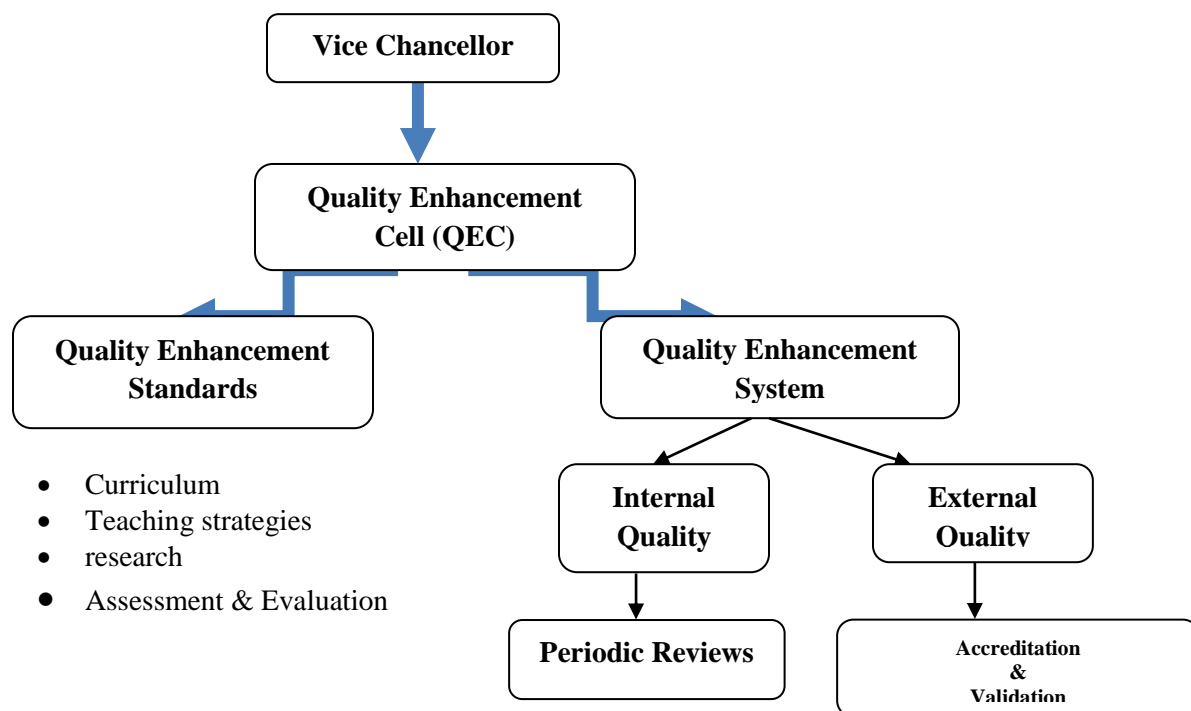 Vice Chancellor
Quality Enhancement
Cell (QEC)
Quality Enhancement
Standards
Quality Enhancement
System
• Curriculum
• Teaching strategies
• research
• Assessment & Evaluation
Internal
Quality
External
Quality
Periodic Reviews
Accreditation
&
Validation